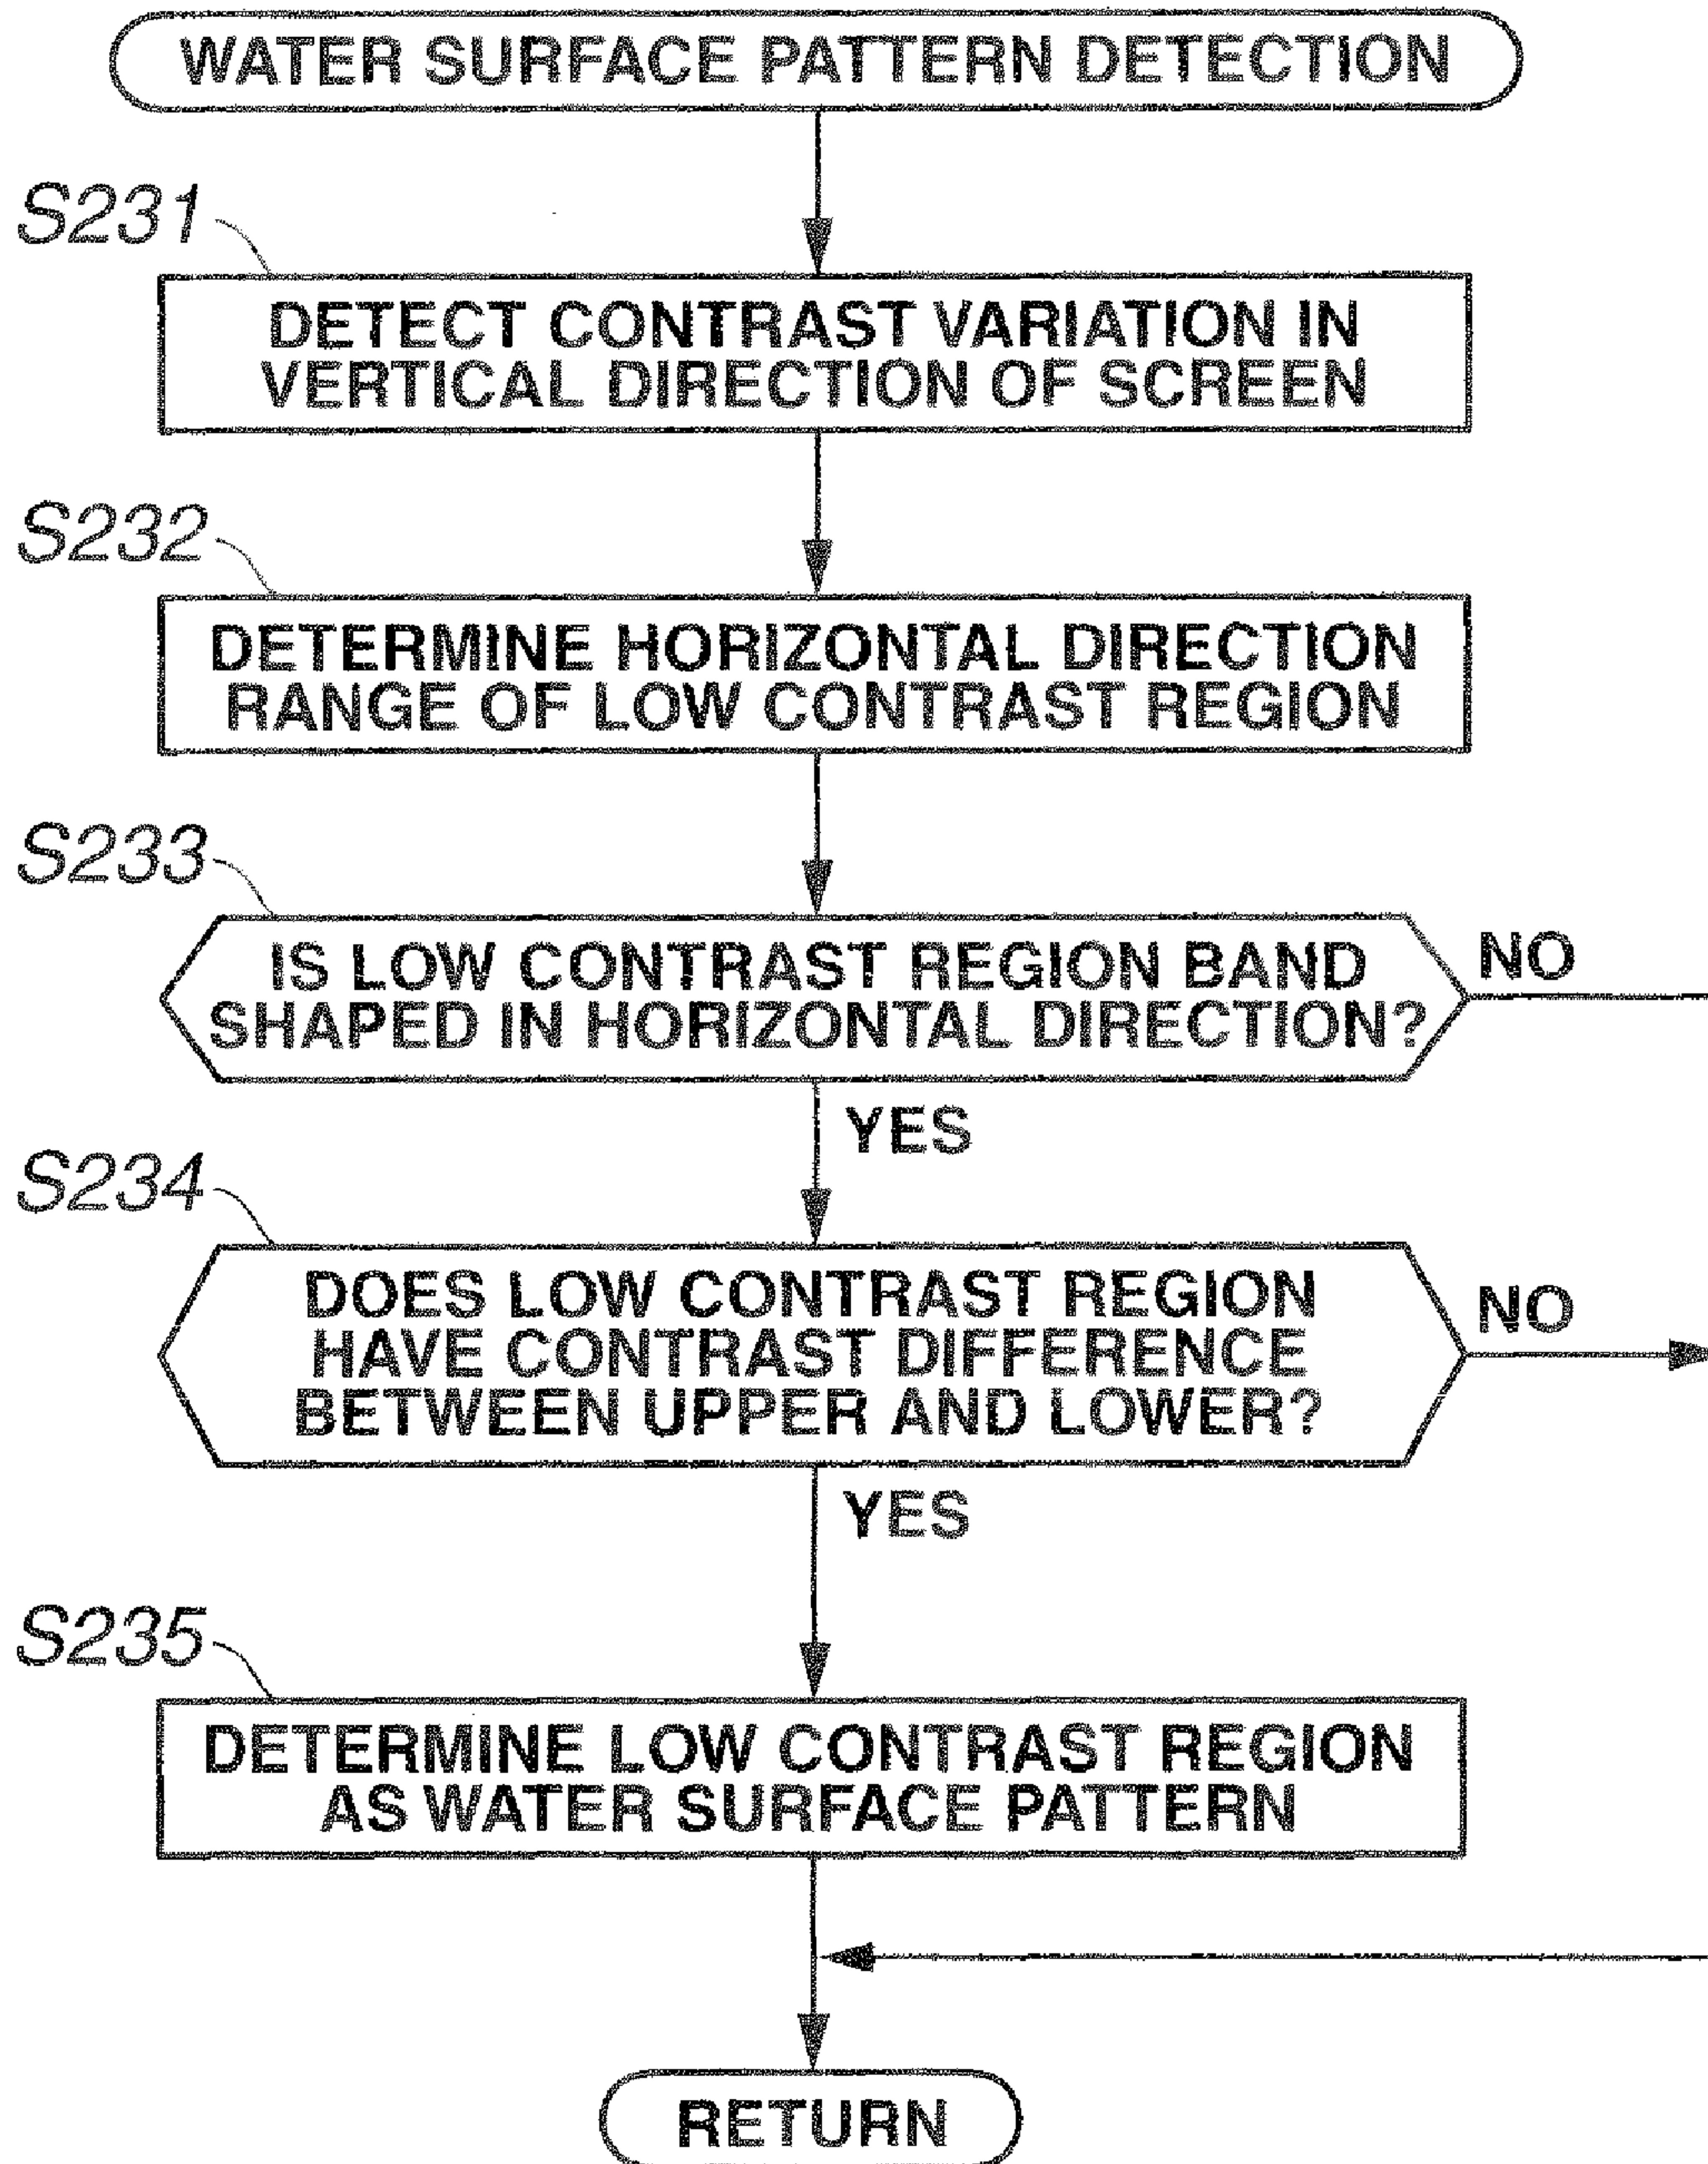 WATER SURFACE PATTERN DETECTION
S231
DETECT CONTRAST VARIATION IN
VERTICAL DIRECTION OF SCREEN
S232
DETERMINE HORIZONTAL DIRECTION
RANGE OF LOW CONTRAST REGION
S233
IS LOW CONTRAST REGION BAND
SHAPED IN HORIZONTAL DIRECTION?
NO
YES
S234
DOES LOW CONTRAST REGION
HAVE CONTRAST DIFFERENCE
BETWEEN UPPER AND LOWER?
NO
YES
S235
DETERMINE LOW CONTRAST REGION
AS WATER SURFACE PATTERN
RETURN